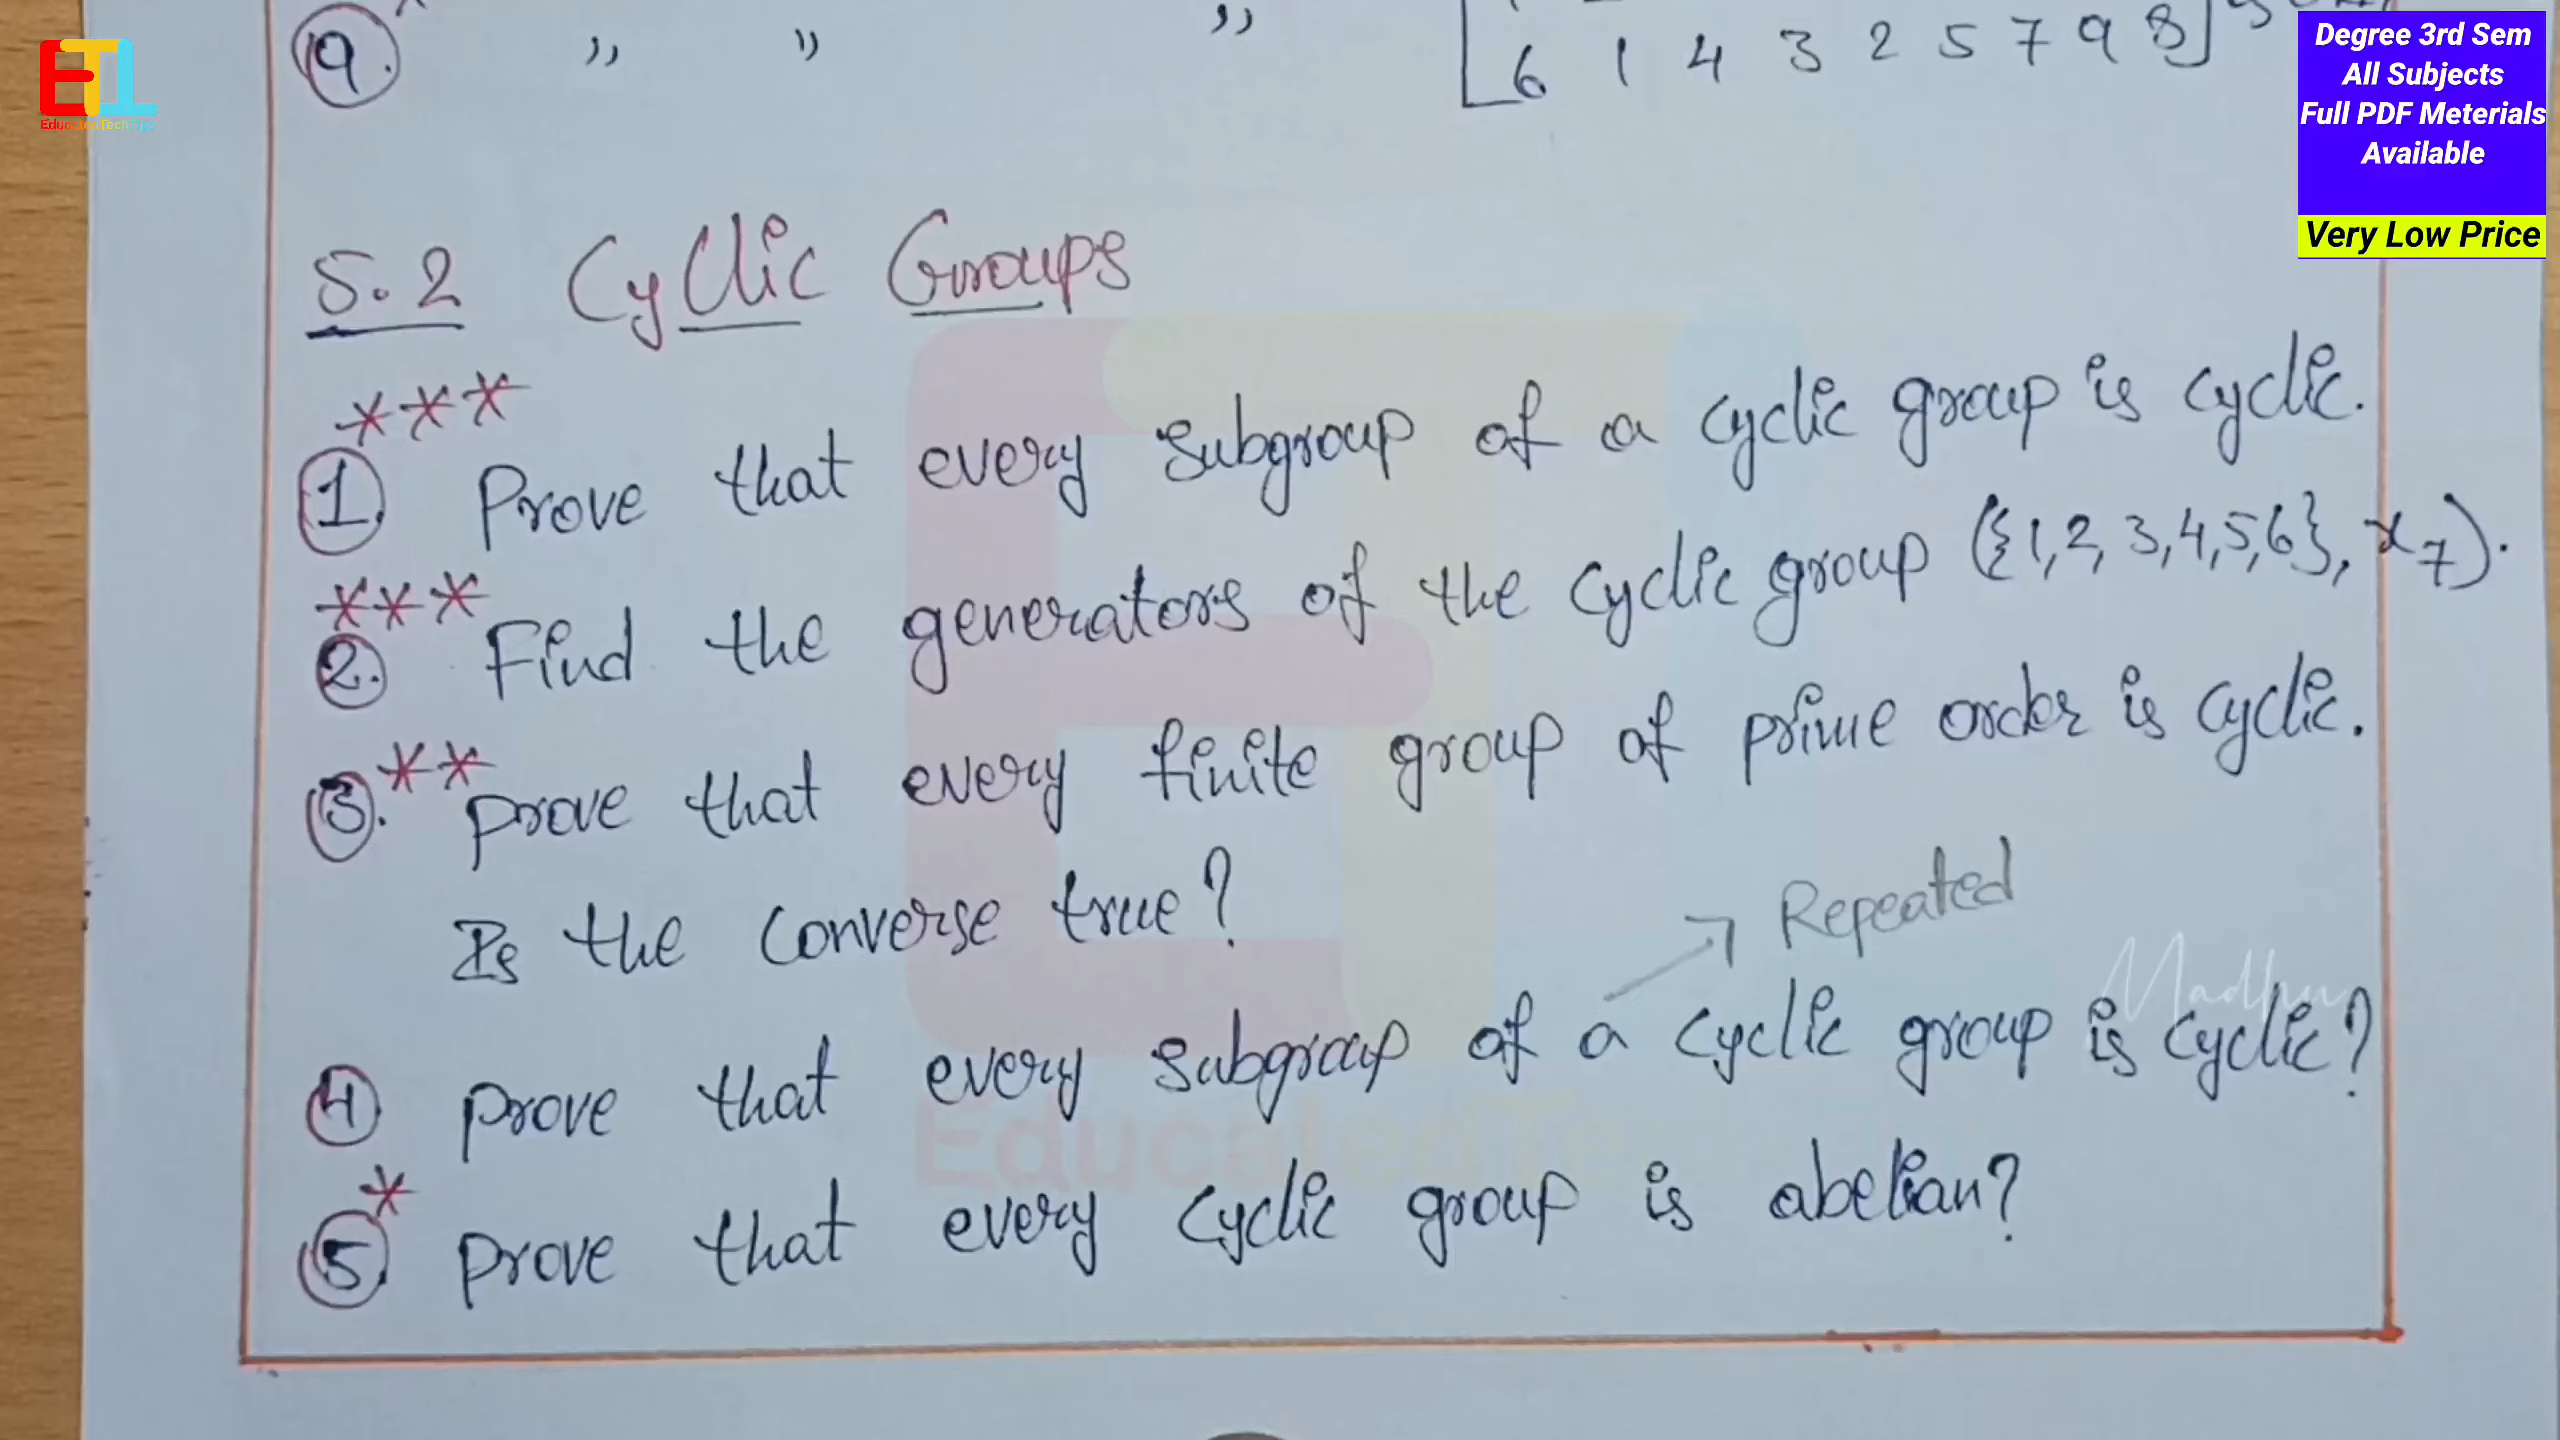 9. " " " 6 1 4 3 2 5 7 9 8]
ETT
Degree 3rd Sem
All Subjects
Full PDF Meterials
Available
Very Low Price
5.2 Cyclic Groups
***
1. Prove that every subgroup of a cyclic group is cyclic.
***
2. Find the generators of the cyclic group ({1,2,3,4,5,6}, x7).
**
3. Prove that every finite group of prime order is cyclic.
Is the converse true?
→ Repeated
Madhu
4 Prove that every subgroup of a cyclic group is cyclic?
*
5. Prove that every cyclic group is abelian?